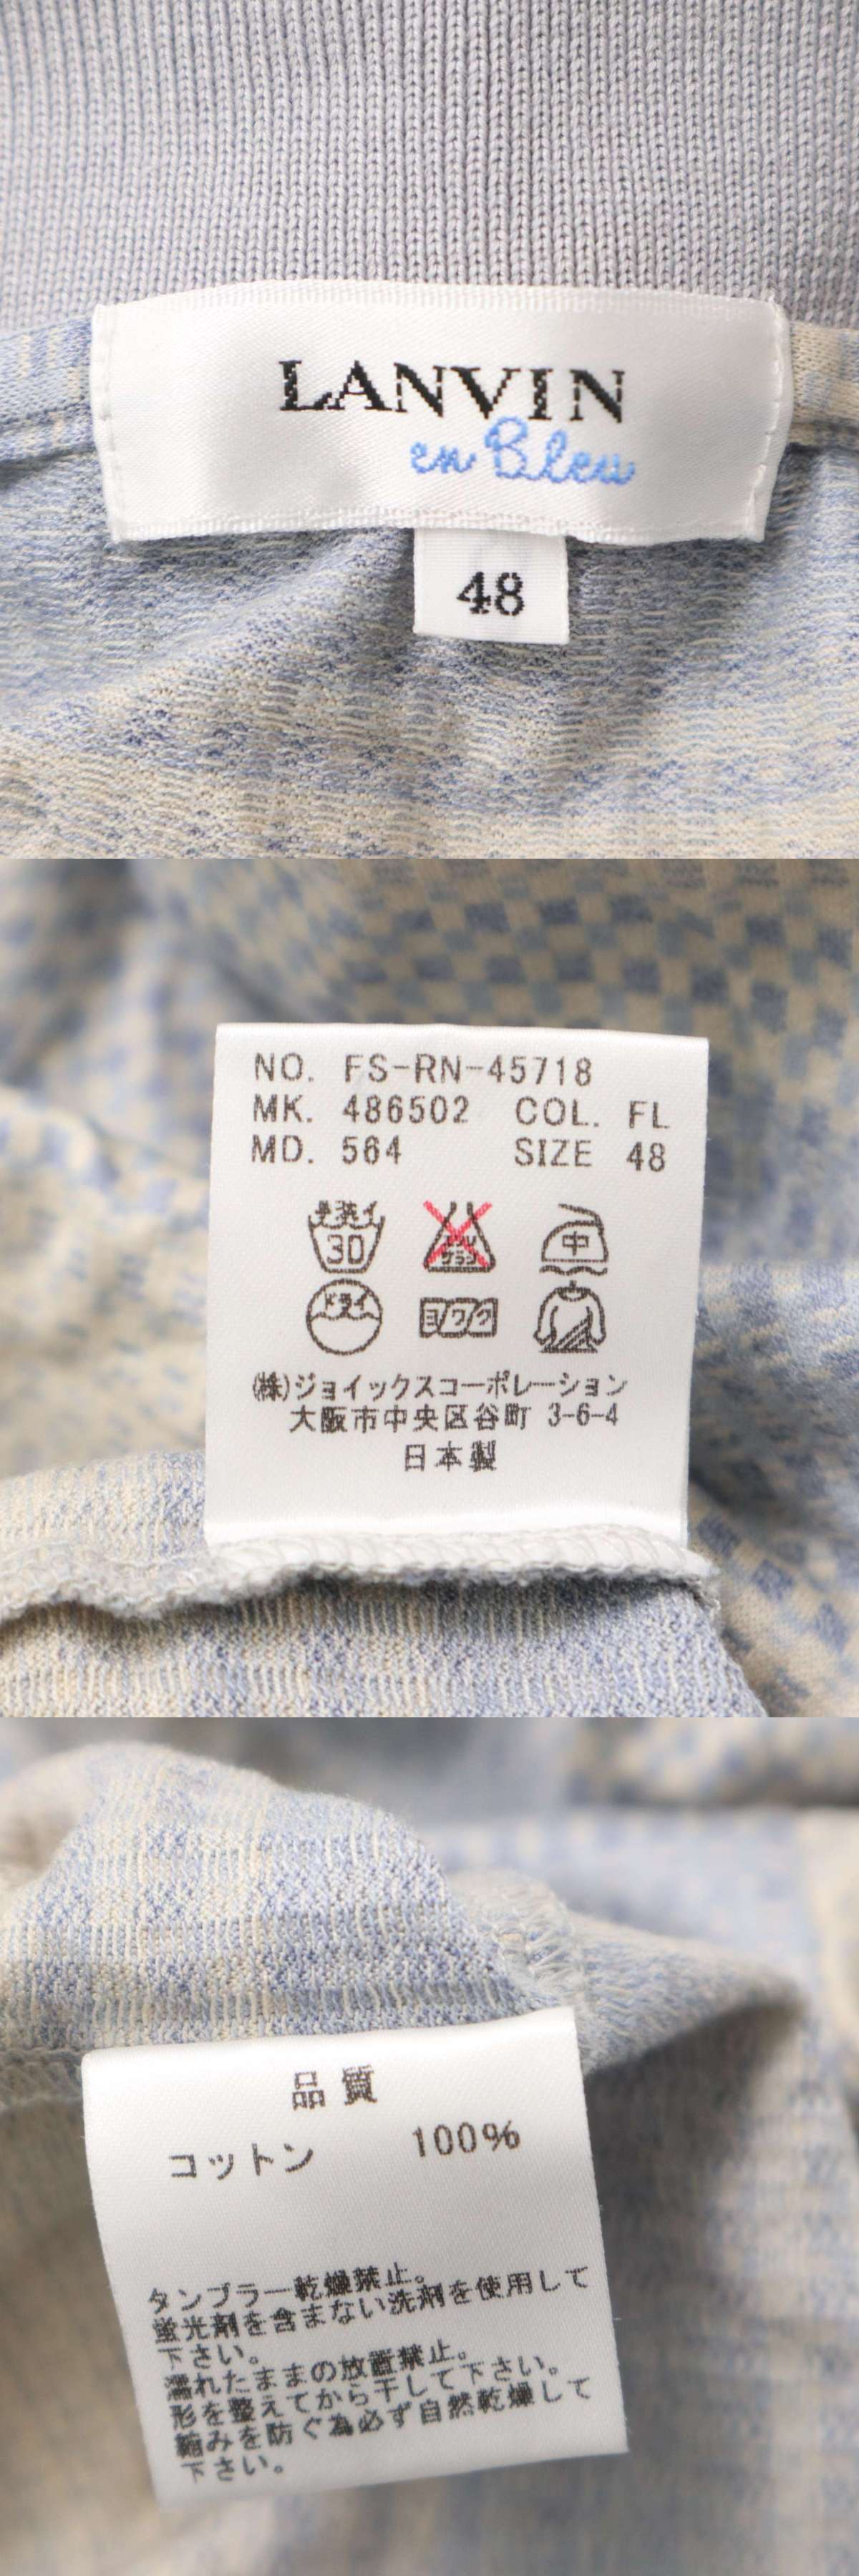 LANVIN
en Bleu
48
NO. FS-RN-45718
MK. 486502 COL. FL
MD. 564 SIZE 48
手洗イ
30
エンソ
サラシ
中
ドライ
ヨワク
(株)ジョイックスコーポレーション
大阪市中央区谷町 3-6-4
日本製
品質
コットン 100%
タンブラー乾燥禁止。
蛍光剤を含まない洗剤を使用して
下さい。
濡れたままの放置禁止。
形を整えてから干して下さい。
縮みを防ぐ為必ず自然乾燥して
下さい。